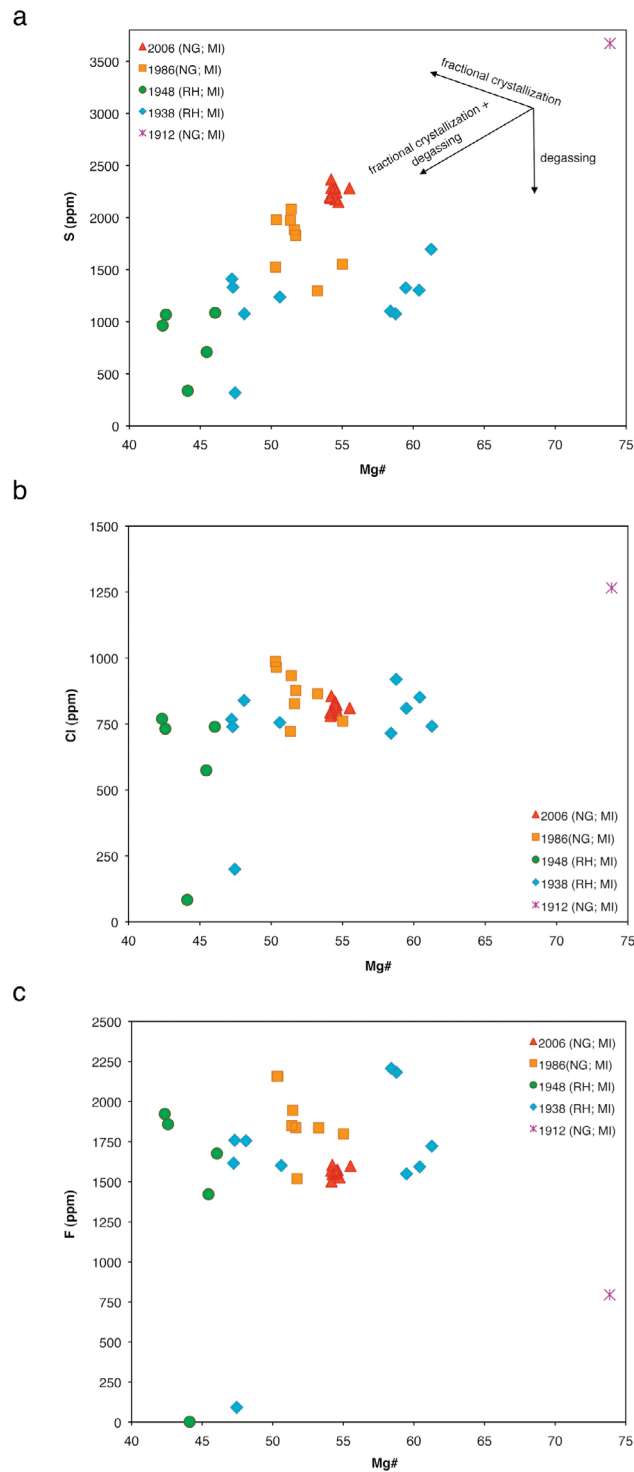 a
3500
3000
2500
2000
1500
1000
500
0
S (ppm)
2006 (NG; MI)
1986(NG; MI)
1948 (RH; MI)
1938 (RH; MI)
1912 (NG; MI)
fractional crystallization
fractional crystallization +
degassing
degassing
40 45 50 55 60 65 70 75
Mg#
b
1500
1250
1000
750
500
250
0
Cl (ppm)
2006 (NG; MI)
1986(NG; MI)
1948 (RH; MI)
1938 (RH; MI)
1912 (NG; MI)
40 45 50 55 60 65 70 75
Mg#
c
2500
2250
2000
1750
1500
1250
1000
750
500
250
0
F (ppm)
2006 (NG; MI)
1986(NG; MI)
1948 (RH; MI)
1938 (RH; MI)
1912 (NG; MI)
40 45 50 55 60 65 70 75
Mg#